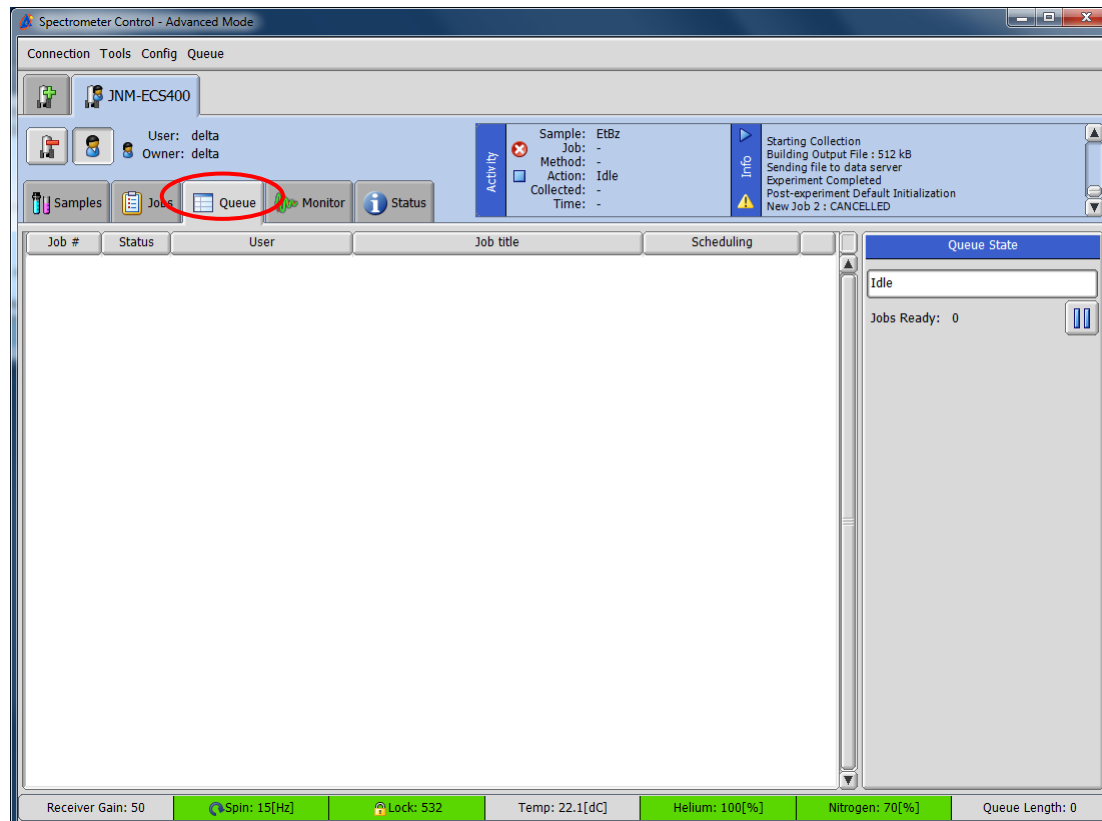 Spectrometer Control - Advanced Mode
Connection Tools Config Queue
JNM-ECS400
User: delta
Owner: delta
Activity
Sample: EtBz
Job: -
Method: -
Action: Idle
Collected: -
Time: -
Info
Starting Collection
Building Output File : 512 kB
Sending file to data server
Experiment Completed
Post-experiment Default Initialization
New Job 2 : CANCELLED
Samples Jobs Queue Monitor Status
Job # Status User Job title Scheduling
Queue State
Idle
Jobs Ready: 0
Receiver Gain: 50 Spin: 15[Hz] Lock: 532 Temp: 22.1[dC] Helium: 100[%] Nitrogen: 70[%] Queue Length: 0